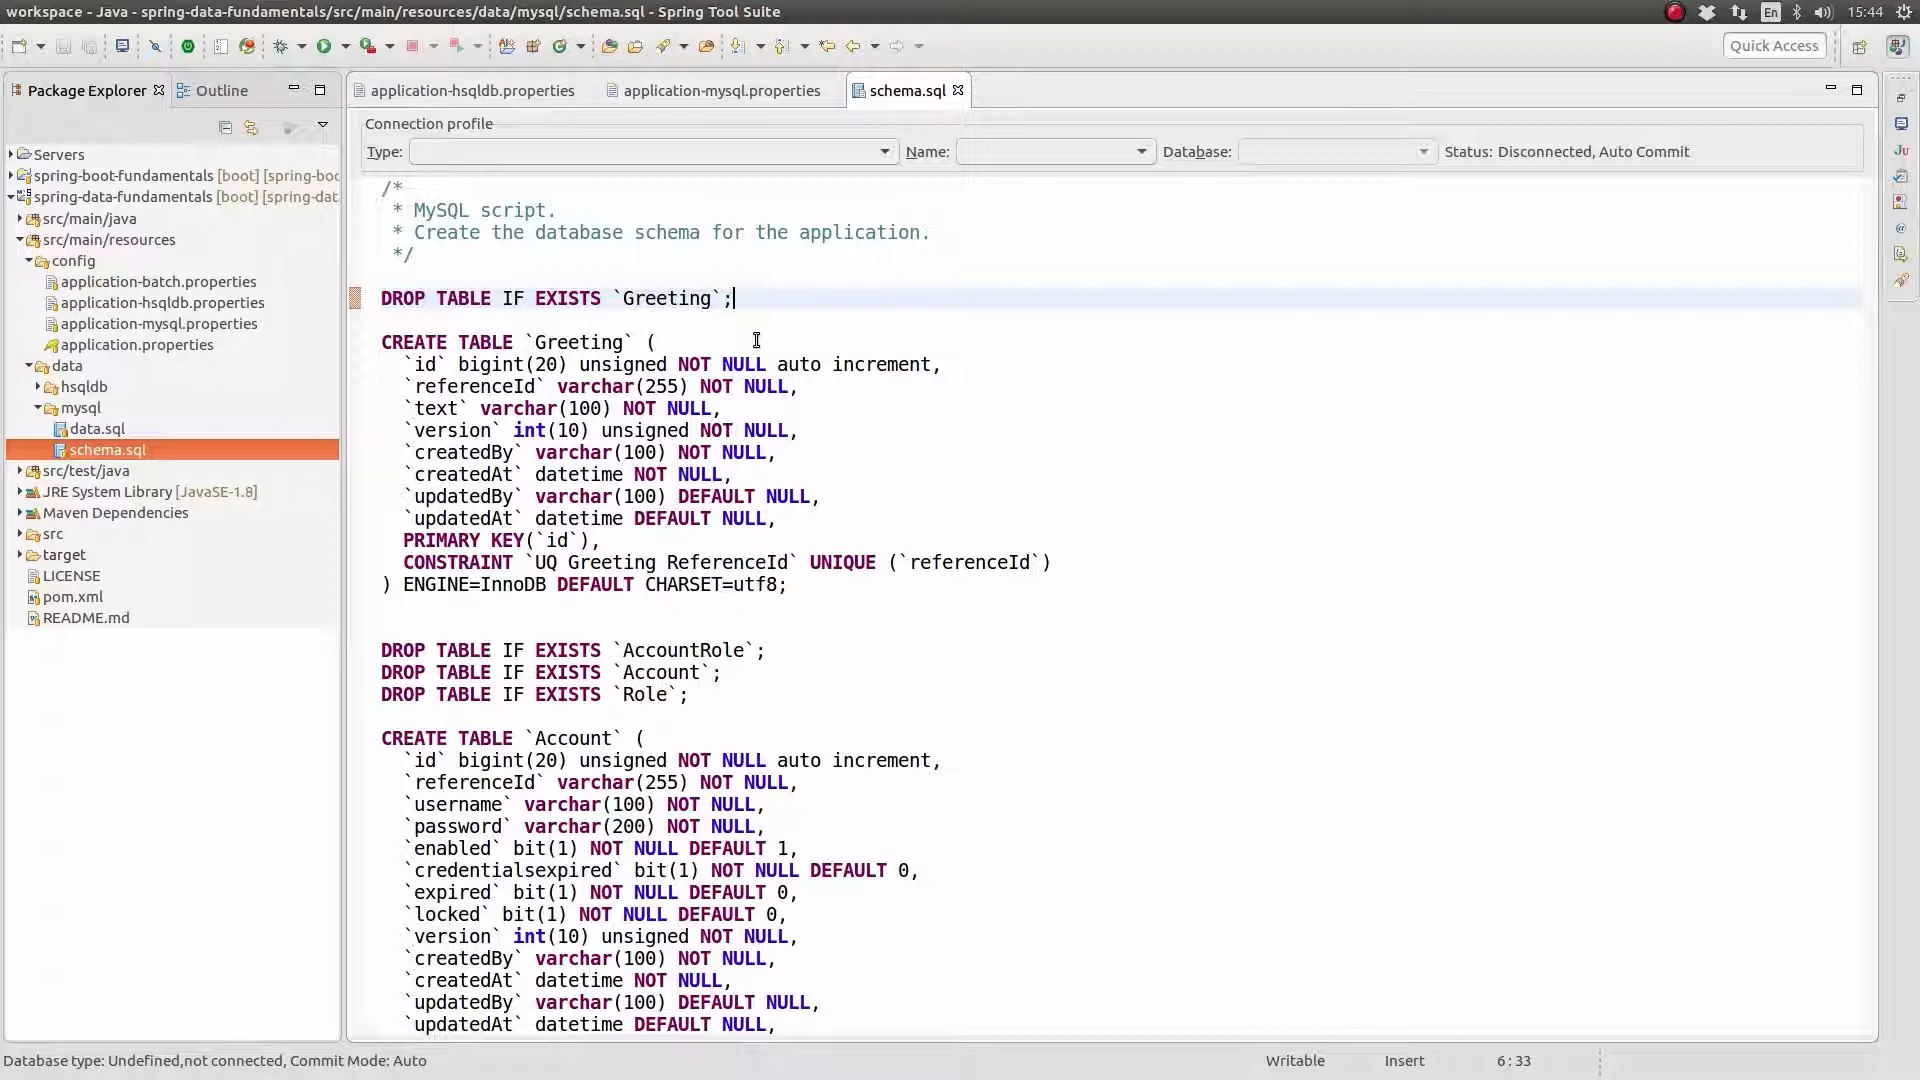 workspace - Java - spring-data-fundamentals/src/main/resources/data/mysql/schema.sql - Spring Tool Suite
En
15:44
Quick Access
Package Explorer
Outline
application-hsqldb.properties
application-mysql.properties
schema.sql
Connection profile
Type:
Name:
Database:
Status: Disconnected, Auto Commit
Servers
spring-boot-fundamentals [boot] [spring-boo
spring-data-fundamentals [boot] [spring-dat
src/main/java
src/main/resources
config
application-batch.properties
application-hsqldb.properties
application-mysql.properties
application.properties
data
hsqldb
mysql
data.sql
schema.sql
src/test/java
JRE System Library [JavaSE-1.8]
Maven Dependencies
src
target
LICENSE
pom.xml
README.md
/*
* MySQL script.
* Create the database schema for the application.
*/
DROP TABLE IF EXISTS `Greeting`;
CREATE TABLE `Greeting` (
`id` bigint(20) unsigned NOT NULL auto increment,
`referenceId` varchar(255) NOT NULL,
`text` varchar(100) NOT NULL,
`version` int(10) unsigned NOT NULL,
`createdBy` varchar(100) NOT NULL,
`createdAt` datetime NOT NULL,
`updatedBy` varchar(100) DEFAULT NULL,
`updatedAt` datetime DEFAULT NULL,
PRIMARY KEY(`id`),
CONSTRAINT `UQ Greeting ReferenceId` UNIQUE (`referenceId`)
) ENGINE=InnoDB DEFAULT CHARSET=utf8;
DROP TABLE IF EXISTS `AccountRole`;
DROP TABLE IF EXISTS `Account`;
DROP TABLE IF EXISTS `Role`;
CREATE TABLE `Account` (
`id` bigint(20) unsigned NOT NULL auto increment,
`referenceId` varchar(255) NOT NULL,
`username` varchar(100) NOT NULL,
`password` varchar(200) NOT NULL,
`enabled` bit(1) NOT NULL DEFAULT 1,
`credentialsexpired` bit(1) NOT NULL DEFAULT 0,
`expired` bit(1) NOT NULL DEFAULT 0,
`locked` bit(1) NOT NULL DEFAULT 0,
`version` int(10) unsigned NOT NULL,
`createdBy` varchar(100) NOT NULL,
`createdAt` datetime NOT NULL,
`updatedBy` varchar(100) DEFAULT NULL,
`updatedAt` datetime DEFAULT NULL,
Database type: Undefined,not connected, Commit Mode: Auto
Writable
Insert
6:33